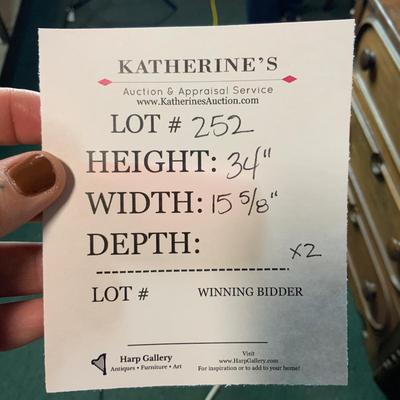 KATHERINE'S
Auction & Appraisal Service
www.KatherinesAuction.com
LOT # 252
HEIGHT: 34"
WIDTH: 15 5/8"
DEPTH:
x2
LOT # WINNING BIDDER
Harp Gallery
Antiques • Furniture • Art
Visit
www.HarpGallery.com
For inspiration or to add to your home!